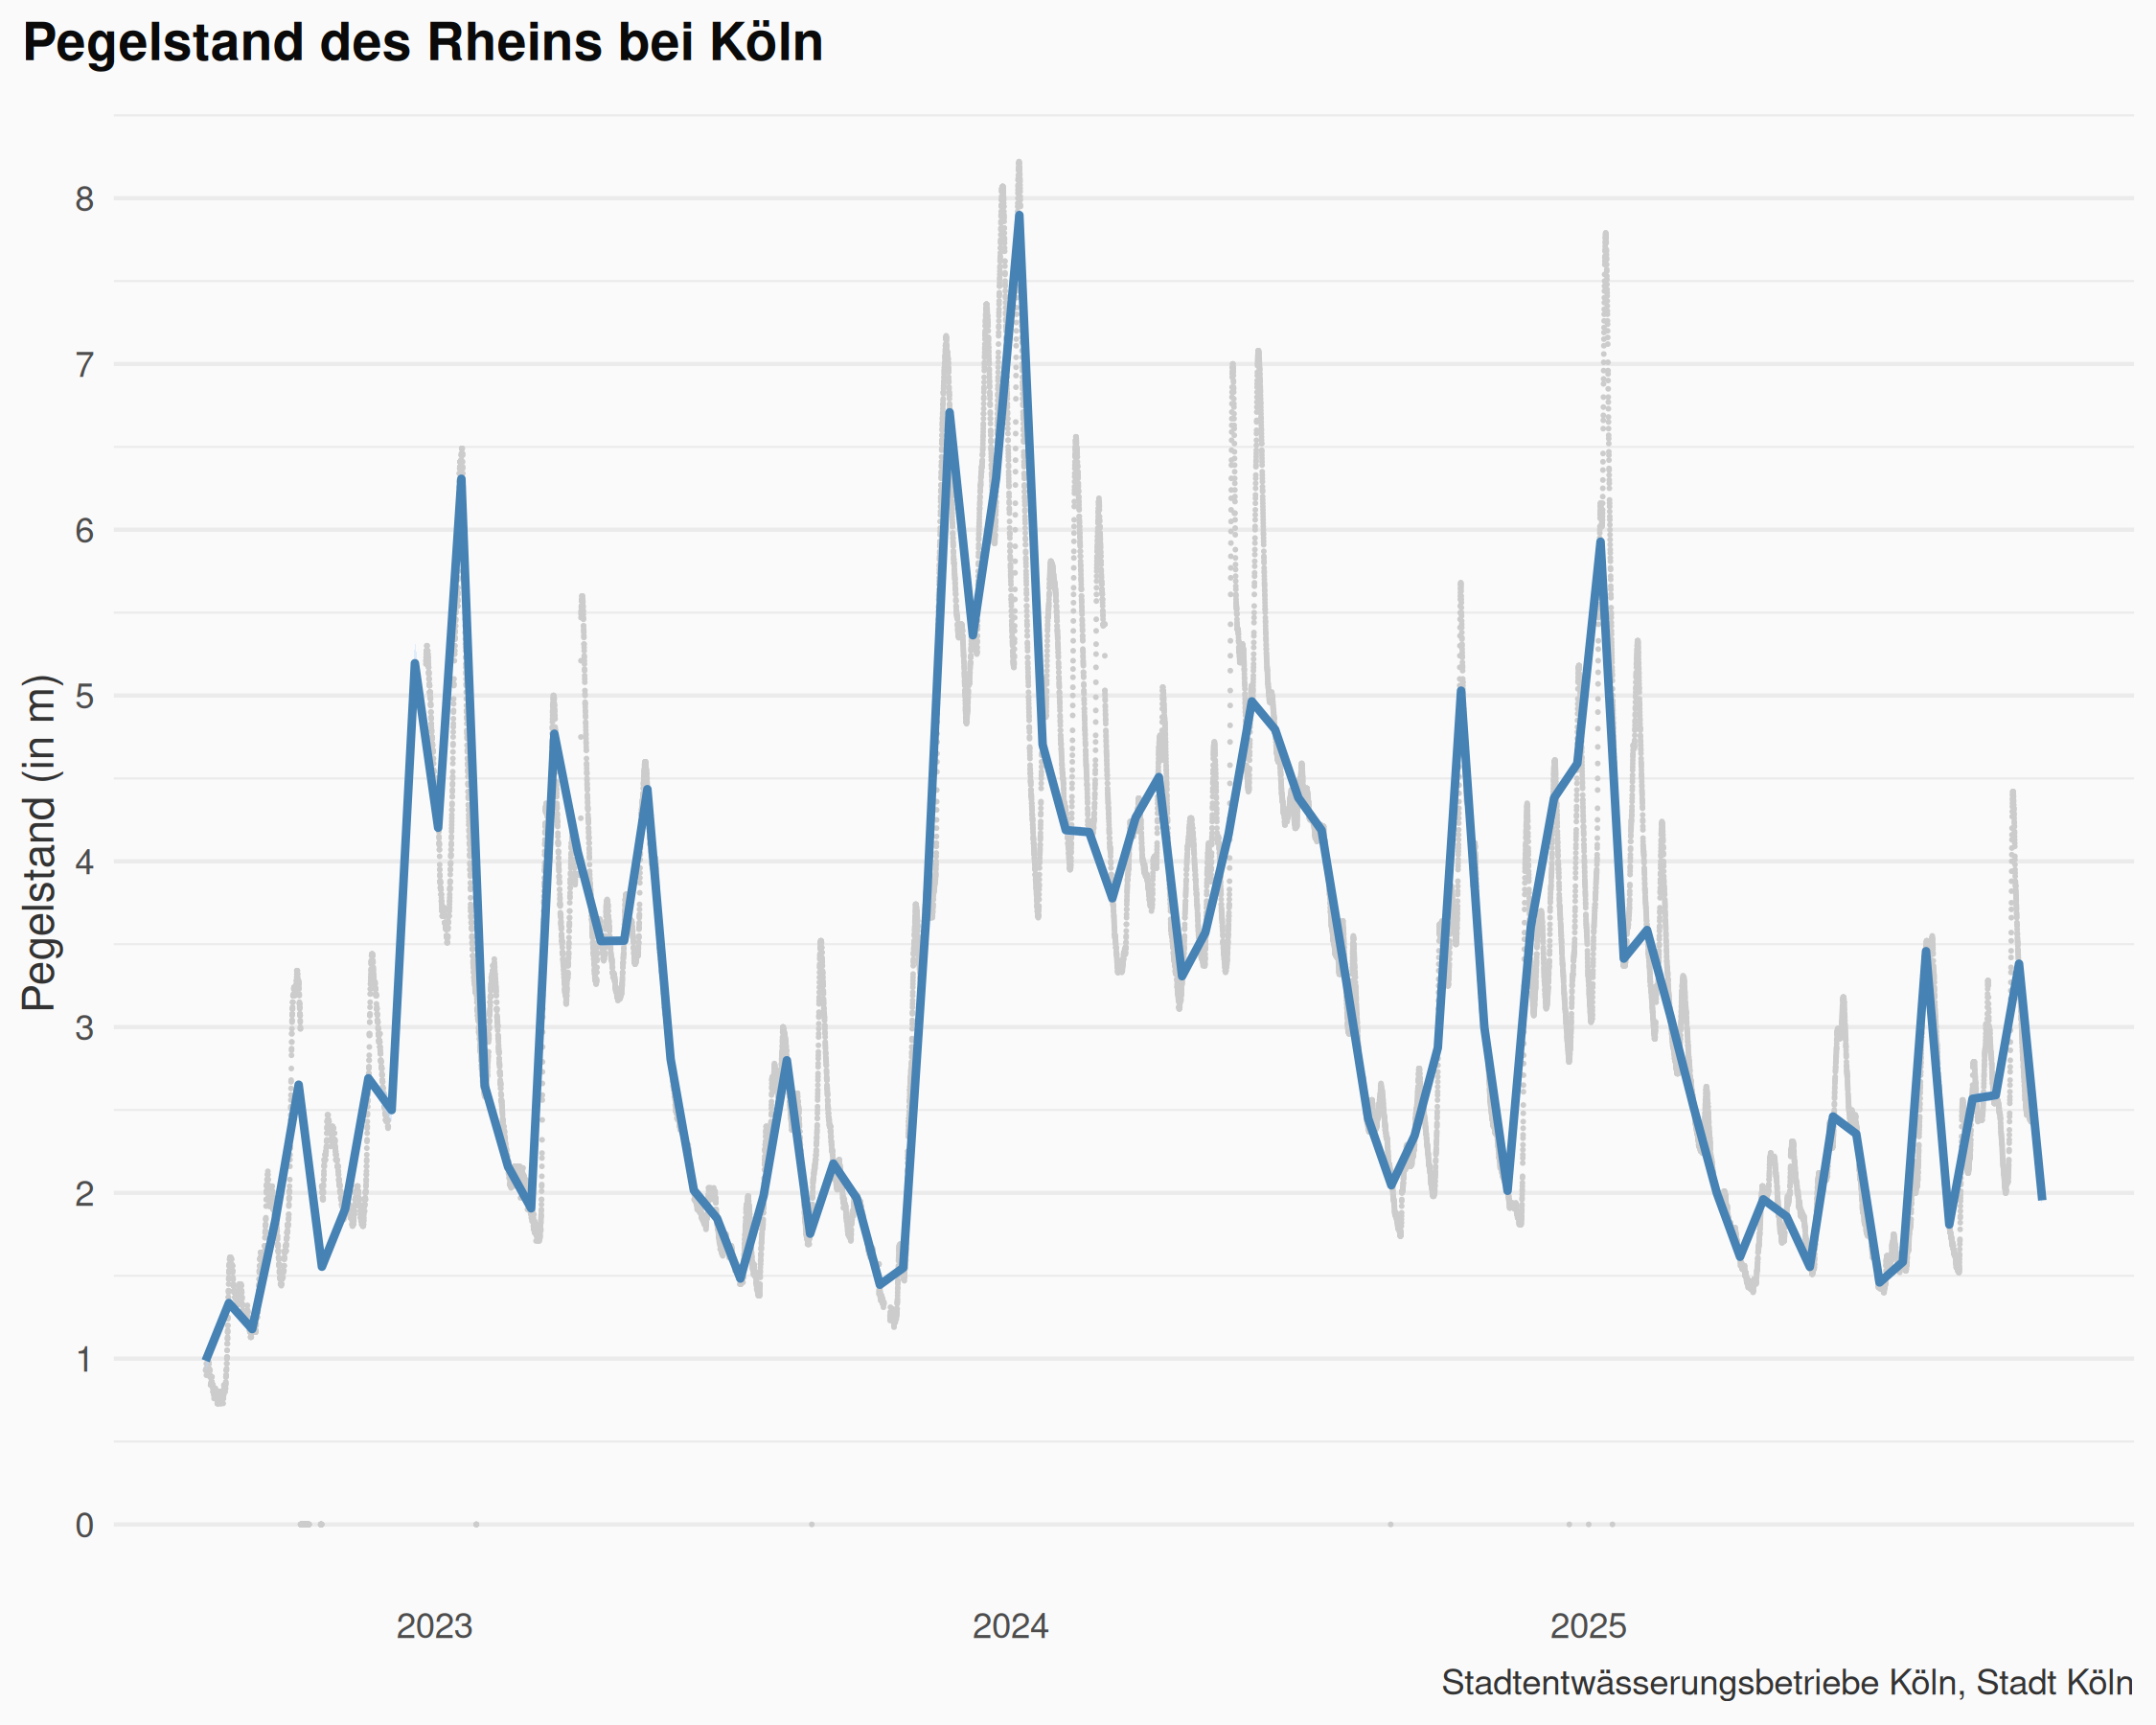 Pegelstand des Rheins bei Köln
Pegelstand (in m)
8
7
6
5
4
3
2
1
0
2023 2024 2025
Stadtentwässerungsbetriebe Köln, Stadt Köln